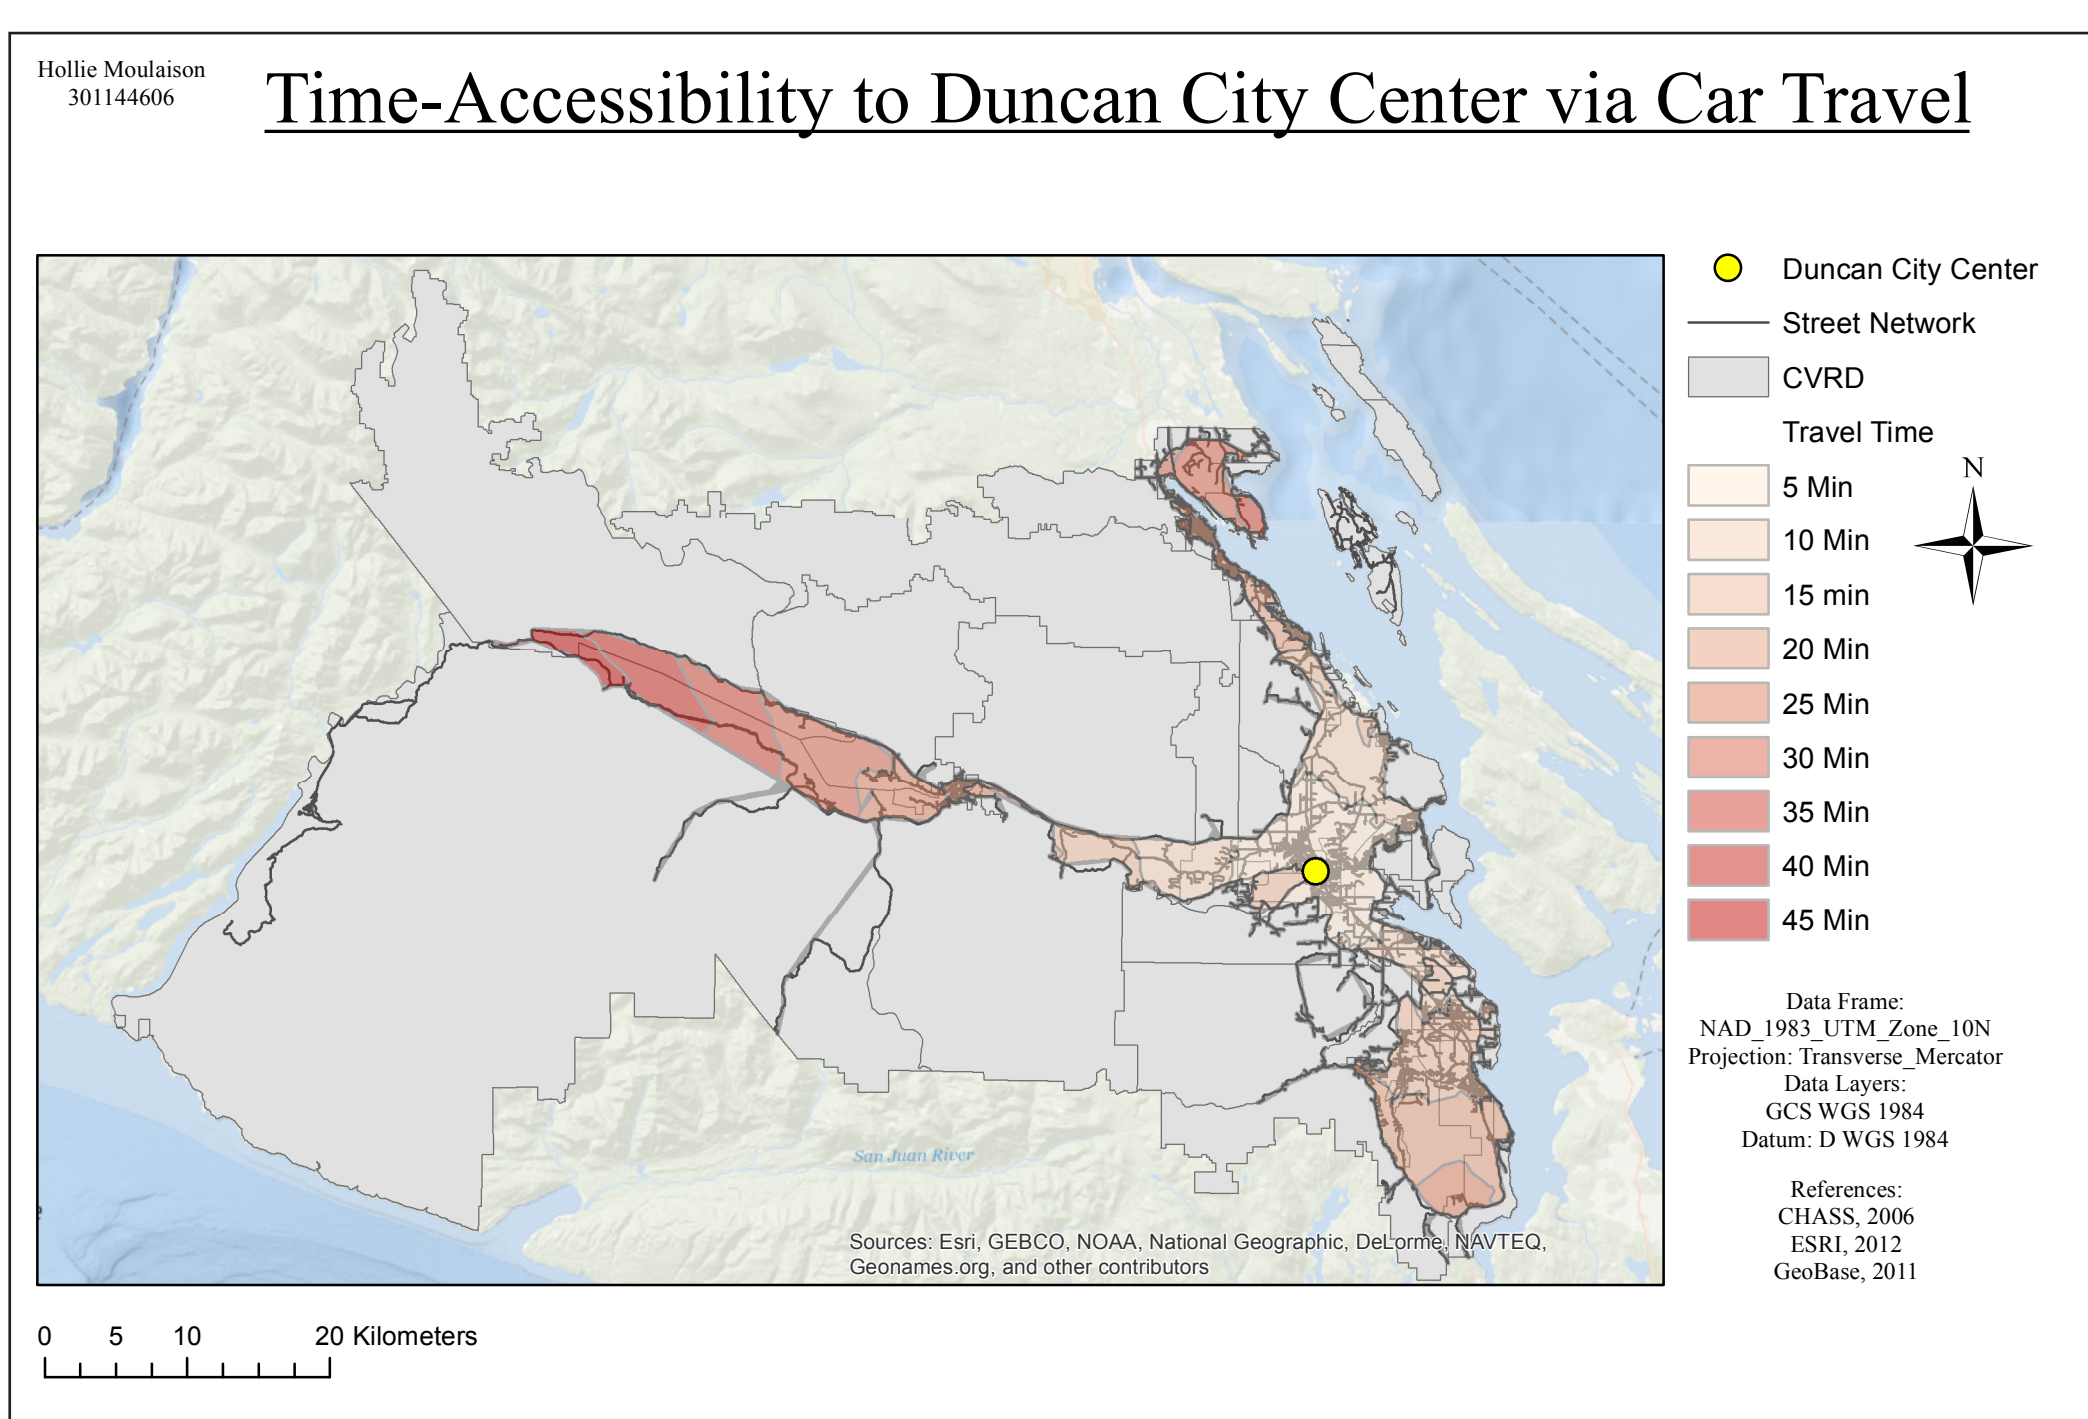 Hollie Moulaison
301144606
Time-Accessibility to Duncan City Center via Car Travel
Duncan City Center
Street Network
CVRD
Travel Time
5 Min
10 Min
15 min
20 Min
25 Min
30 Min
35 Min
40 Min
45 Min
N
Data Frame:
NAD_1983_UTM_Zone_10N
Projection: Transverse_Mercator
Data Layers:
GCS WGS 1984
Datum: D WGS 1984
References:
CHASS, 2006
ESRI, 2012
GeoBase, 2011
San Juan River
Sources: Esri, GEBCO, NOAA, National Geographic, DeLorme, NAVTEQ,
Geonames.org, and other contributors
0 5 10 20 Kilometers